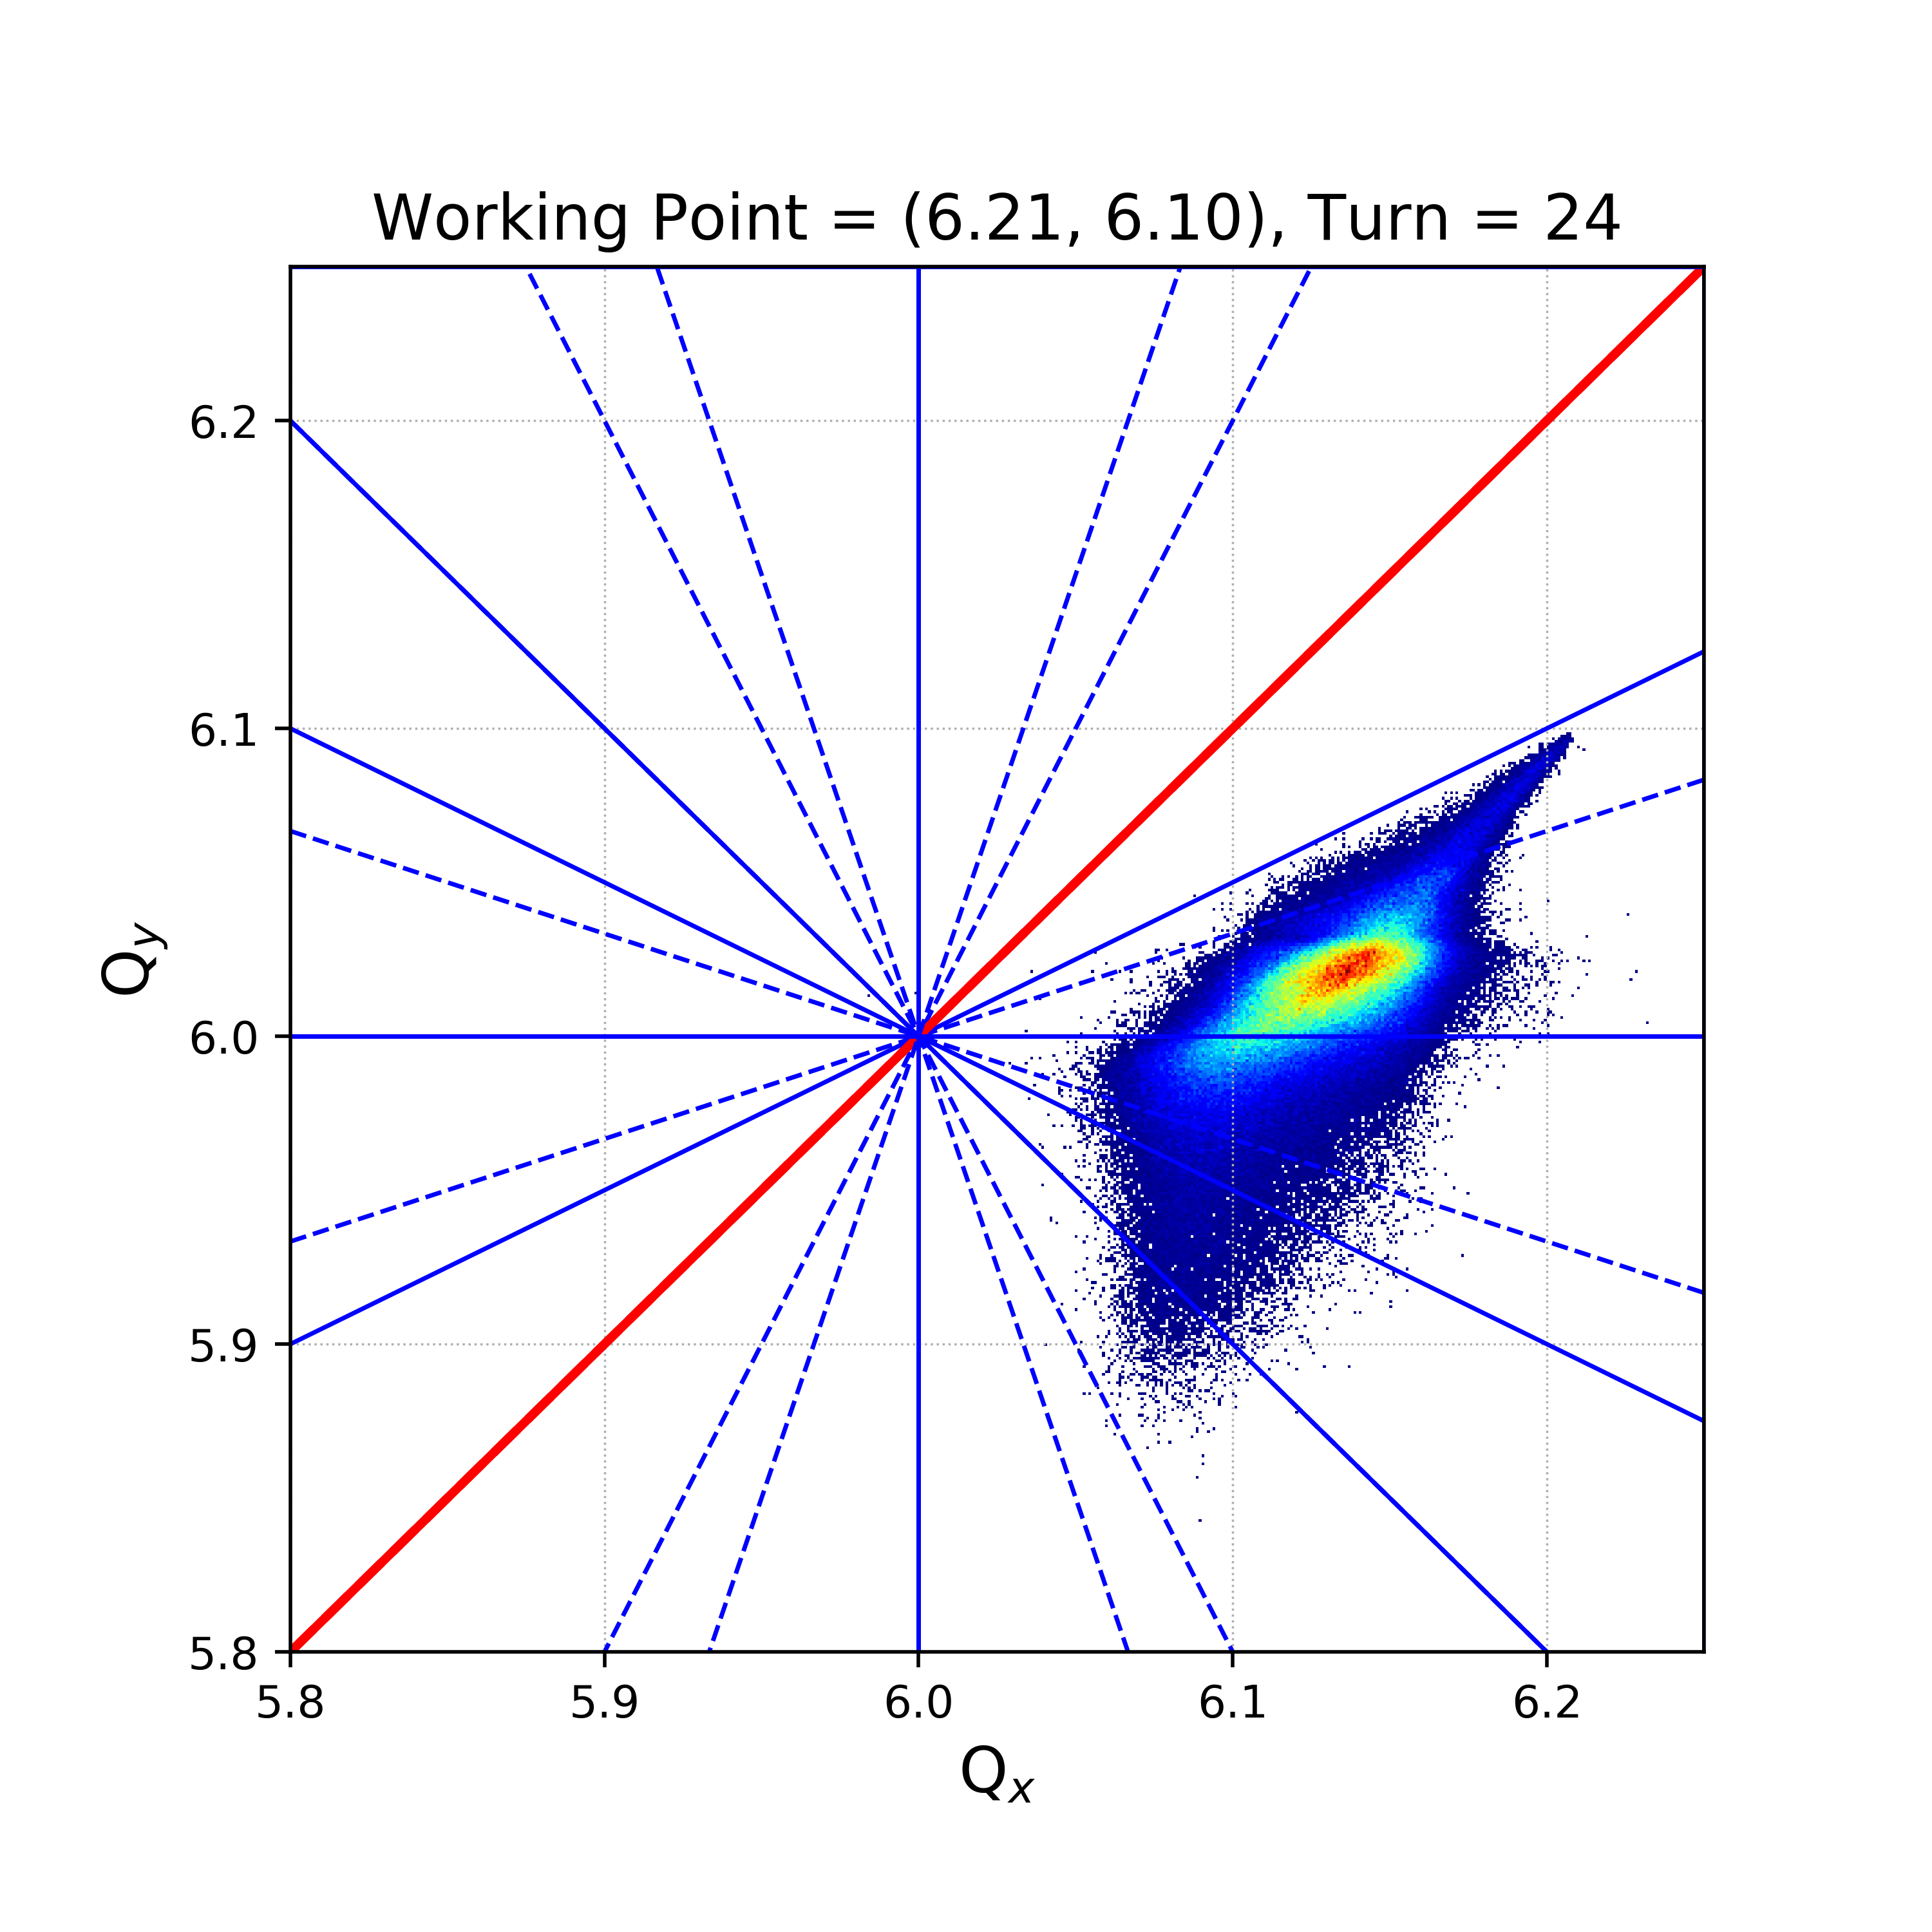 Working Point = (6.21, 6.10), Turn = 24
6.2
6.1
6.0
5.9
5.8
Qy
5.8 5.9 6.0 6.1 6.2
Qx